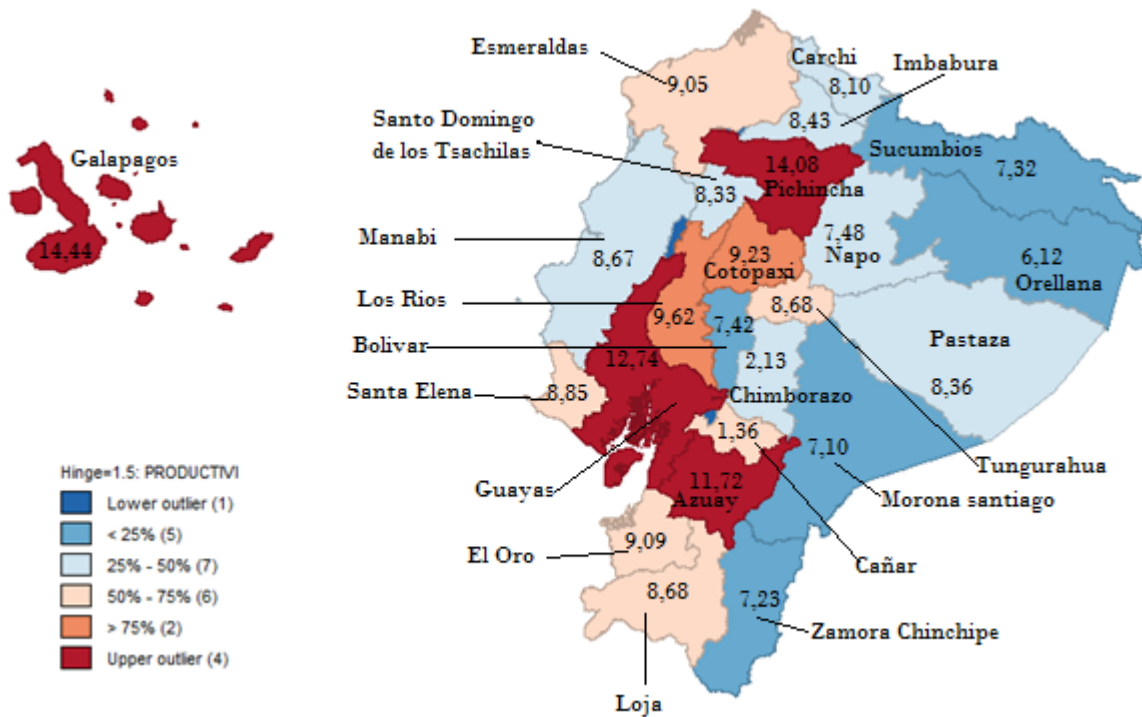 Esmeraldas
9,05
Carchi
8,10
Imbabura
8,43
Santo Domingo
de los Tsachilas
8,33
14,08
Pichincha
Sucumbios
7,32
Galapagos
14,44
Manabi
8,67
9,23
Cotopaxi
7,48
Napo
6,12
Orellana
Los Rios
9,62
7,42
8,68
Pastaza
8,36
Bolivar
12,74
2,13
Santa Elena
8,85
Chimborazo
1,36
7,10
Tungurahua
Guayas
11,72
Azuay
Morona santiago
El Oro
9,09
Cañar
8,68
7,23
Zamora Chinchipe
Loja
Hinge=1.5: PRODUCTIVI
Lower outlier (1)
< 25% (5)
25% - 50% (7)
50% - 75% (6)
> 75% (2)
Upper outlier (4)